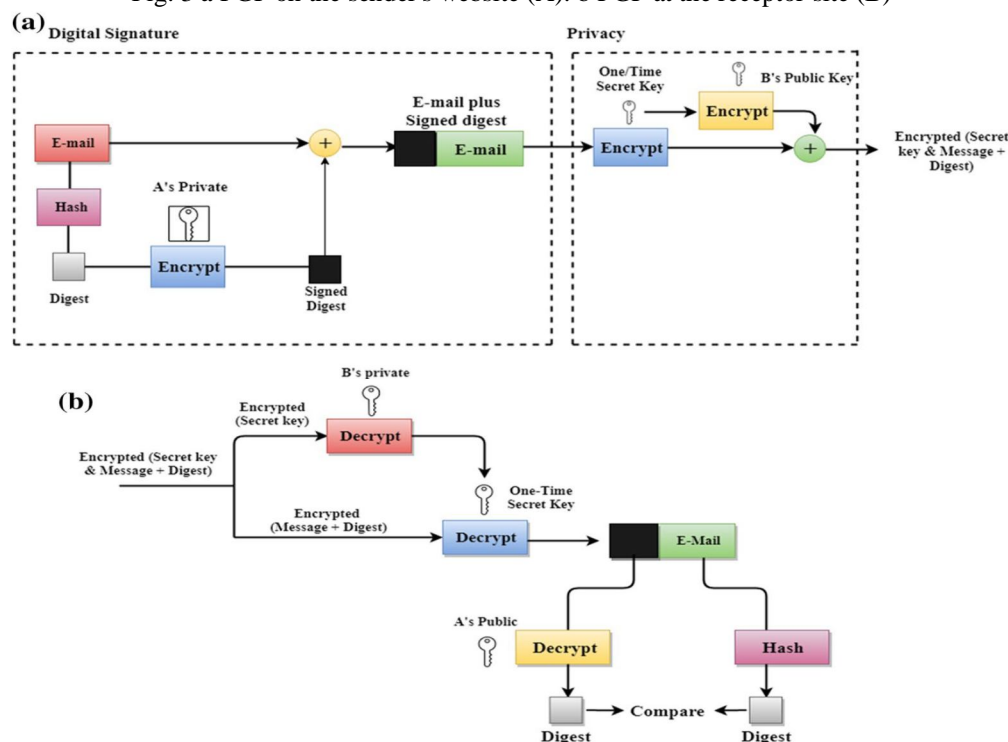 Fig. 3 a PGP on the sender's website (A). b PGP at the receptor site (B)
(a)
Digital Signature
Privacy
One/Time
Secret Key
B's Public Key
E-mail plus
Signed digest
Encrypt
E-mail
+
E-mail
Encrypt
+
Encrypted (Secret
key & Message +
Digest)
A's Private
Hash
Encrypt
Digest
Signed
Digest
(b)
B's private
Encrypted
(Secret key)
Decrypt
Encrypted (Secret key
& Message + Digest)
One-Time
Secret Key
Encrypted
(Message + Digest)
Decrypt
E-Mail
A's Public
Decrypt
Hash
Compare
Digest
Digest